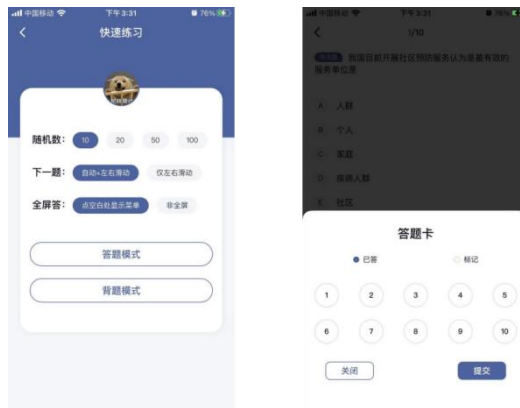 中国移动 下午3:31 76%
快速练习
随机数: 10 20 50 100
下一题: 自动+左右滑动 仅左右滑动
全屏答: 点空白处显示菜单 非全屏
答题模式
背题模式
中国移动 下午3:31 76%
1/10
我国目前开展社区预防服务认为是最有效的
服务单位是
A 人群
B 个人
C 家庭
D 疾病人群
E 社区
答题卡
已答 标记
1 2 3 4 5
6 7 8 9 10
关闭 提交